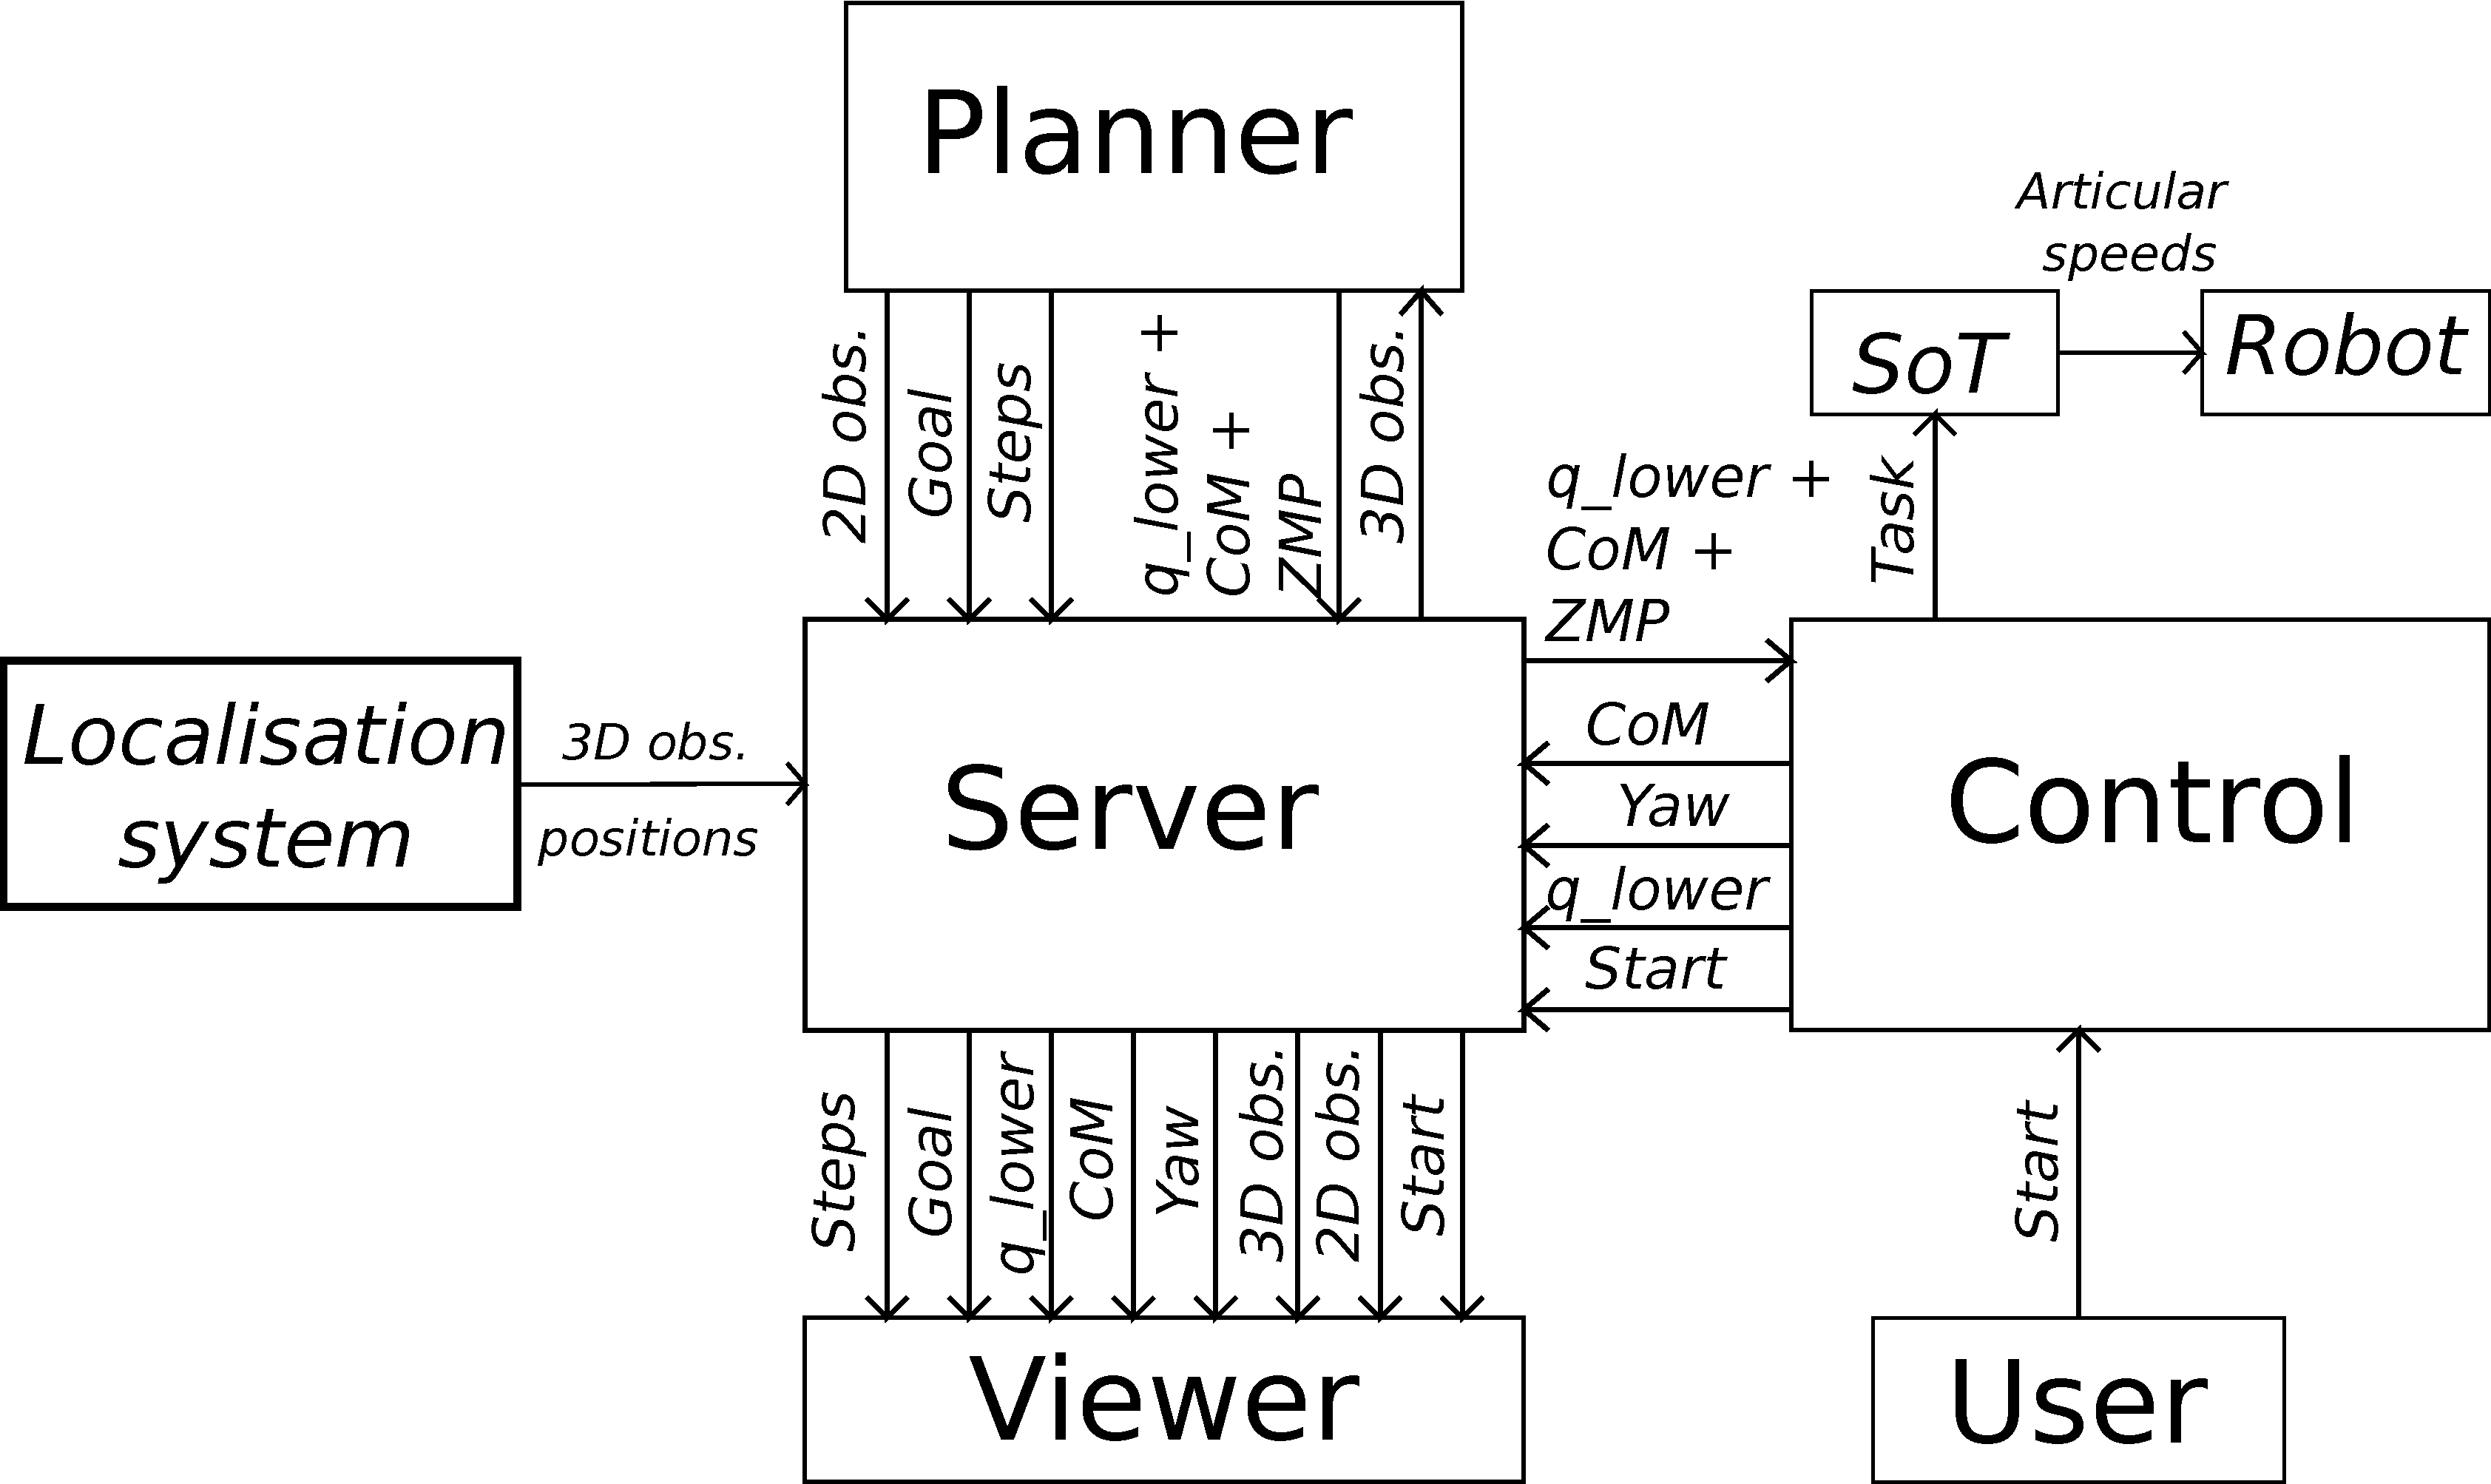 Planner
Articular
speeds
SoT
Robot
2D obs.
Goal
Steps
q_lower +
CoM +
ZMP
3D obs.
q_lower +
CoM +
ZMP
Task
Localisation
system
3D obs.
positions
Server
CoM
Yaw
q_lower
Start
Control
Steps
Goal
q_lower
CoM
Yaw
3D obs.
2D obs.
Start
Start
Viewer
User